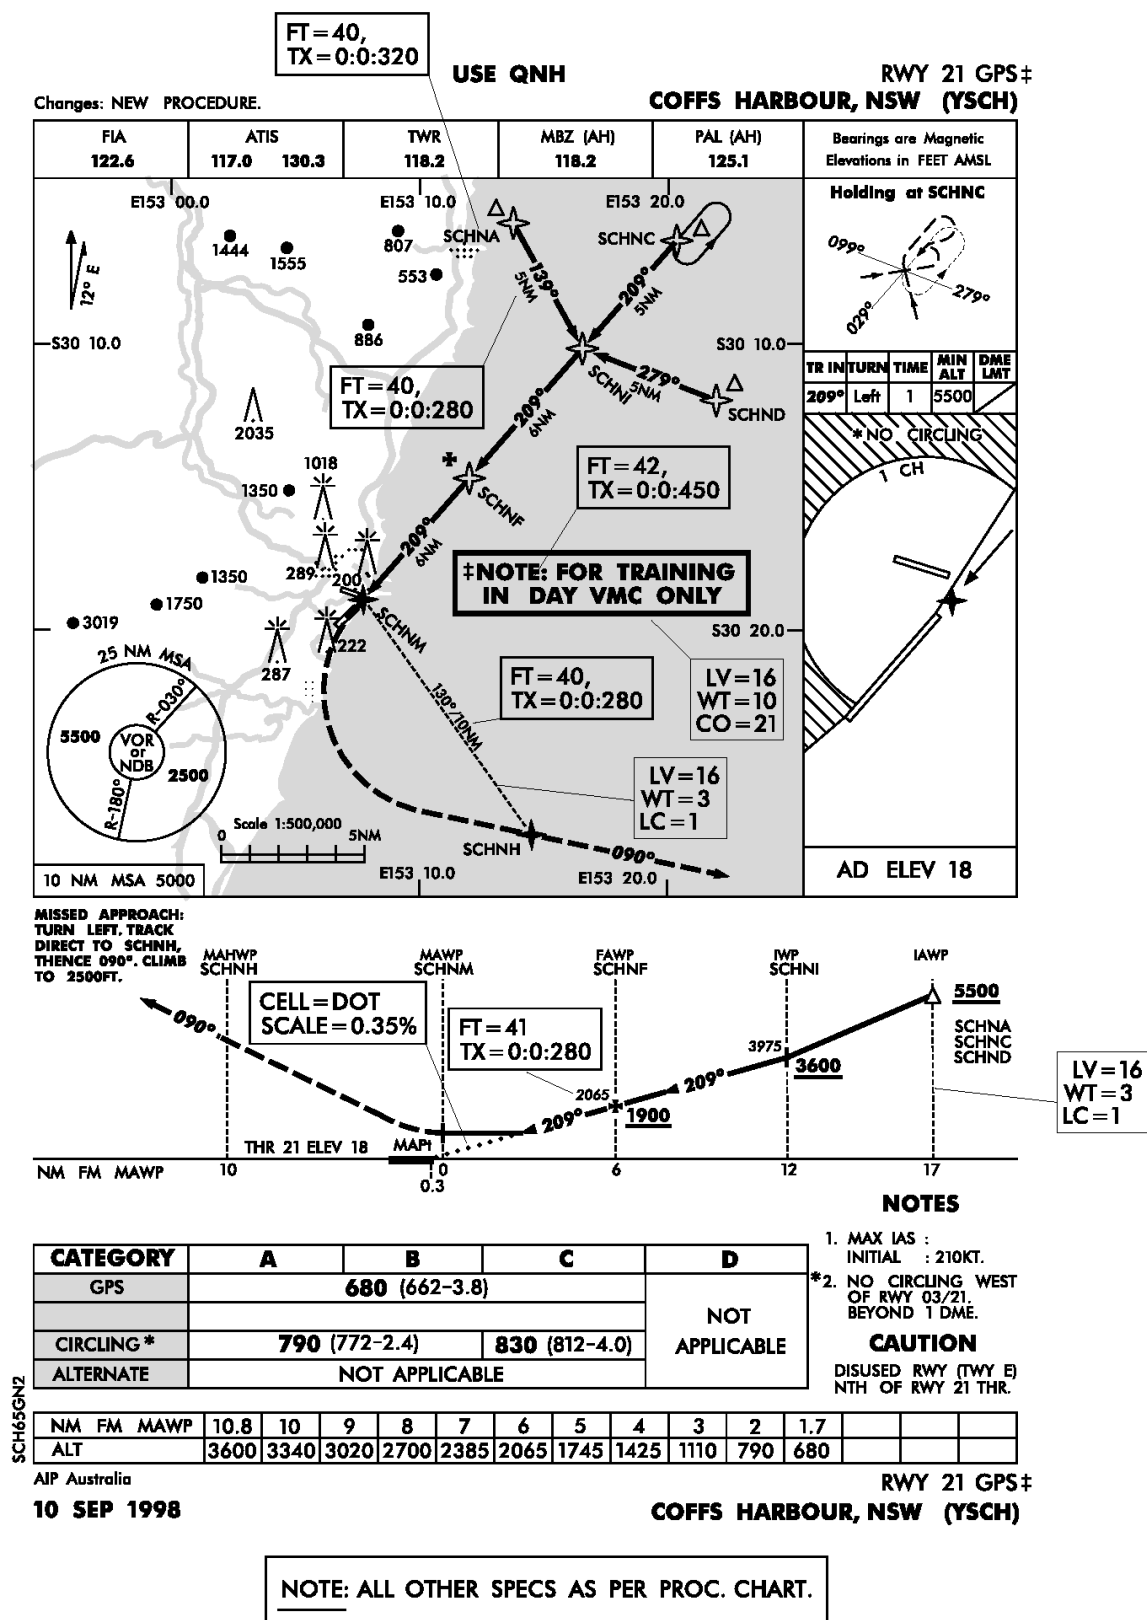 FT=40,
TX=0:0:320
USE QNH
RWY 21 GPS‡
Changes: NEW PROCEDURE.
COFFS HARBOUR, NSW (YSCH)
FIA
122.6
ATIS
117.0 130.3
TWR
118.2
MBZ (AH)
118.2
PAL (AH)
125.1
Bearings are Magnetic
Elevations in FEET AMSL
E153 00.0
E153 10.0
E153 20.0
12° E
1444
1555
807
553
886
SCHNA
SCHNC
139°
5NM
209°
5NM
S30 10.0
S30 10.0
SCHNI
279°
5NM
SCHND
FT=40,
TX=0:0:280
209°
6NM
2035
1018
1350
SCHNF
FT=42,
TX=0:0:450
209°
6NM
289
200
1350
1750
3019
222
287
SCHNM
‡NOTE: FOR TRAINING
IN DAY VMC ONLY
S30 20.0
25 NM MSA
R-030°
5500
VOR
or
NDB
2500
R-180°
130°/10NM
FT=40,
TX=0:0:280
LV=16
WT=10
CO=21
LV=16
WT=3
LC=1
Scale 1:500,000
0
5NM
SCHNH
090°
10 NM MSA 5000
E153 10.0
E153 20.0
Holding at SCHNC
099°
279°
029°
TR IN
TURN
TIME
MIN
ALT
DME
LMT
209°
Left
1
5500
*NO CIRCLING
1 CH
AD ELEV 18
MISSED APPROACH:
TURN LEFT. TRACK
DIRECT TO SCHNH,
THENCE 090°. CLIMB
TO 2500FT.
MAHWP
SCHNH
MAWP
SCHNM
FAWP
SCHNF
IWP
SCHNI
IAWP
CELL=DOT
SCALE=0.35%
FT=41
TX=0:0:280
5500
SCHNA
SCHNC
SCHND
090°
3975
3600
209°
2065
1900
209°
LV=16
WT=3
LC=1
THR 21 ELEV 18
MAPt
NM FM MAWP
10
0
0.3
6
12
17
NOTES
1. MAX IAS :
INITIAL : 210KT.
*2. NO CIRCLING WEST
OF RWY 03/21.
BEYOND 1 DME.
CAUTION
DISUSED RWY (TWY E)
NTH OF RWY 21 THR.
CATEGORY A B C D
GPS 680 (662-3.8)
NOT
APPLICABLE
CIRCLING* 790 (772-2.4) 830 (812-4.0)
ALTERNATE NOT APPLICABLE
SCH65GN2
NM FM MAWP 10.8 10 9 8 7 6 5 4 3 2 1.7
ALT 3600 3340 3020 2700 2385 2065 1745 1425 1110 790 680
AIP Australia
RWY 21 GPS‡
10 SEP 1998
COFFS HARBOUR, NSW (YSCH)
NOTE: ALL OTHER SPECS AS PER PROC. CHART.